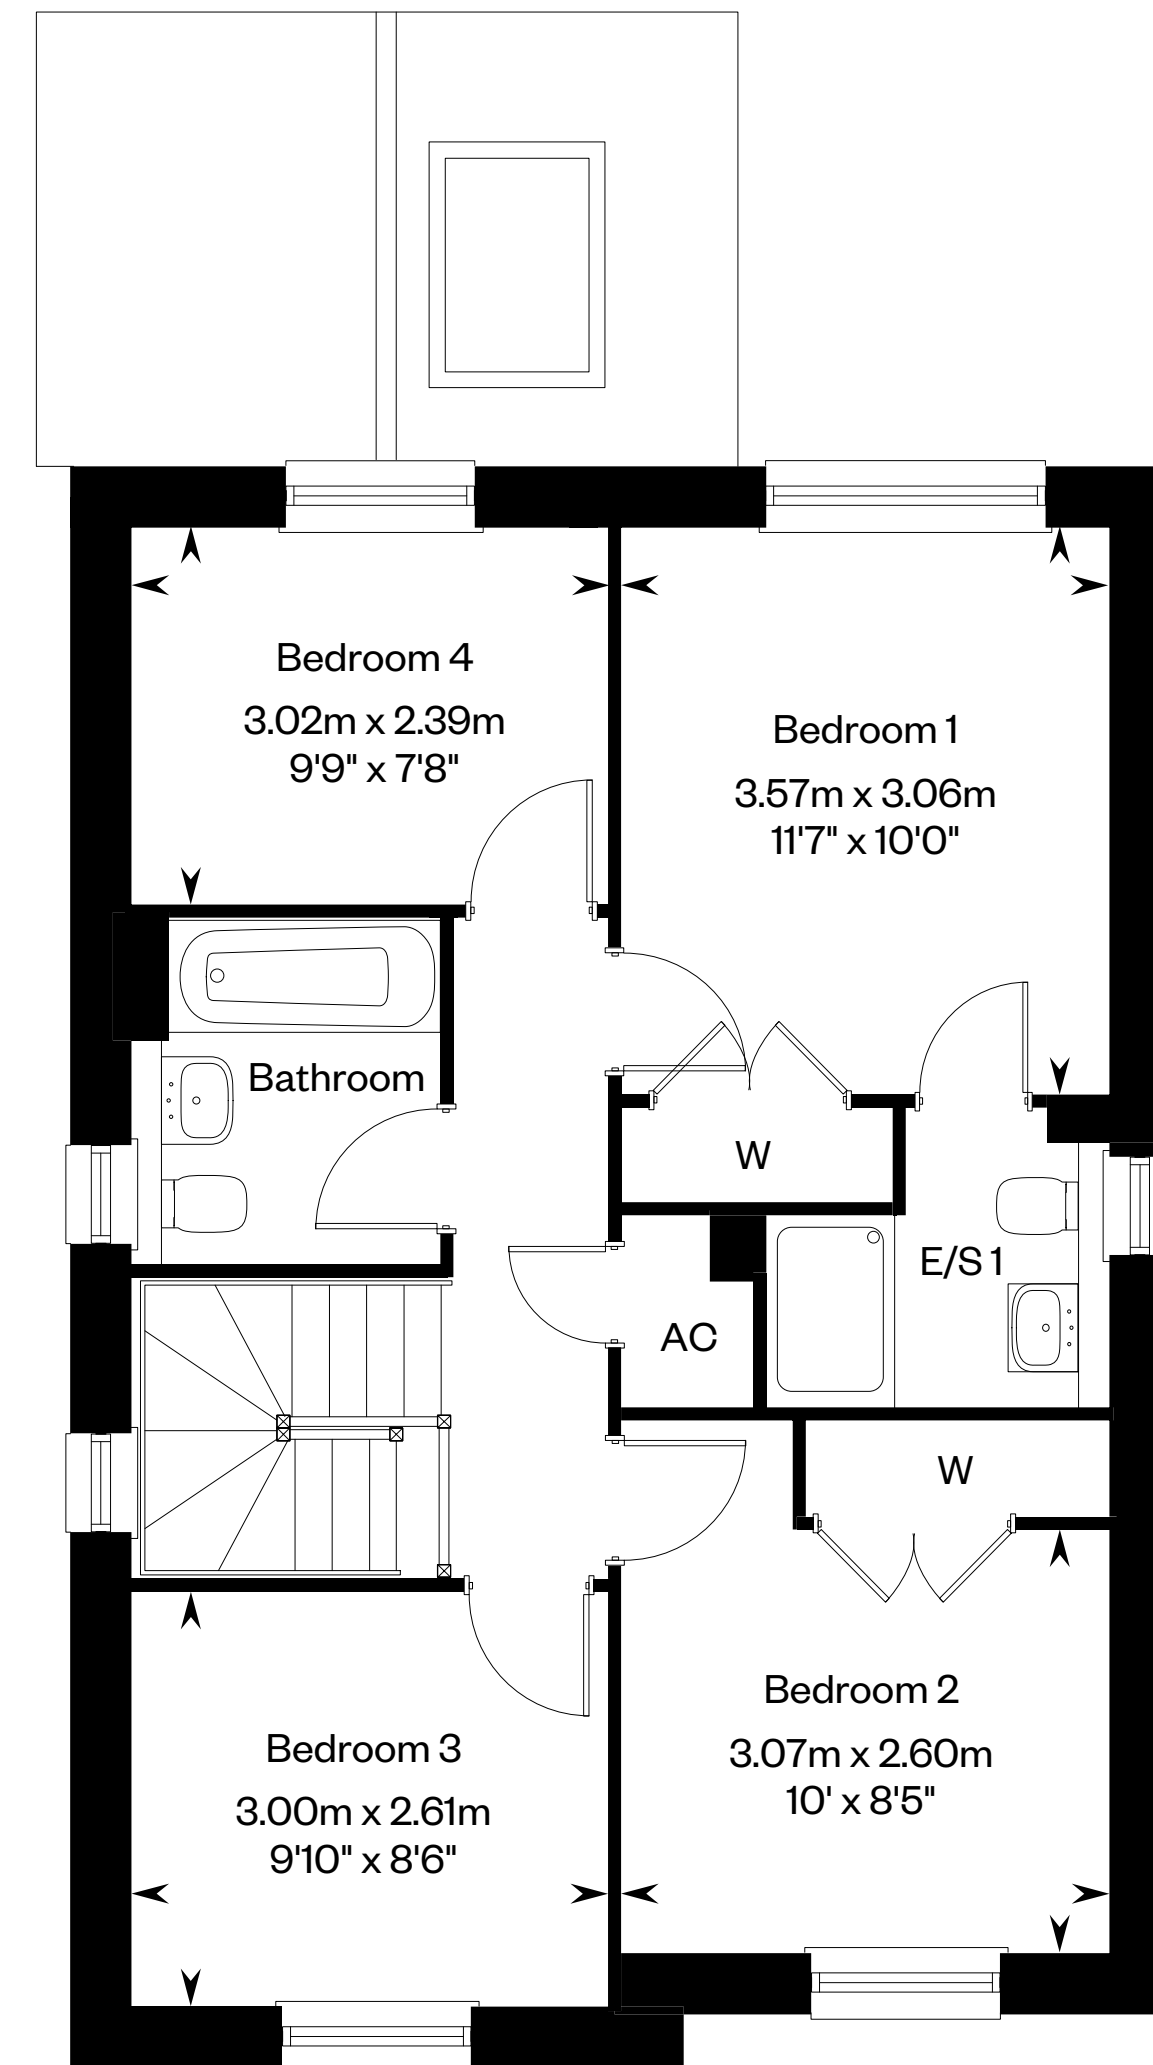 Bedroom 4
3.02m x 2.39m
9'9" x 7'8"
Bedroom 1
3.57m x 3.06m
11'7" x 10'0"
Bathroom
W
E/S 1
AC
W
Bedroom 2
3.07m x 2.60m
10' x 8'5"
Bedroom 3
3.00m x 2.61m
9'10" x 8'6"